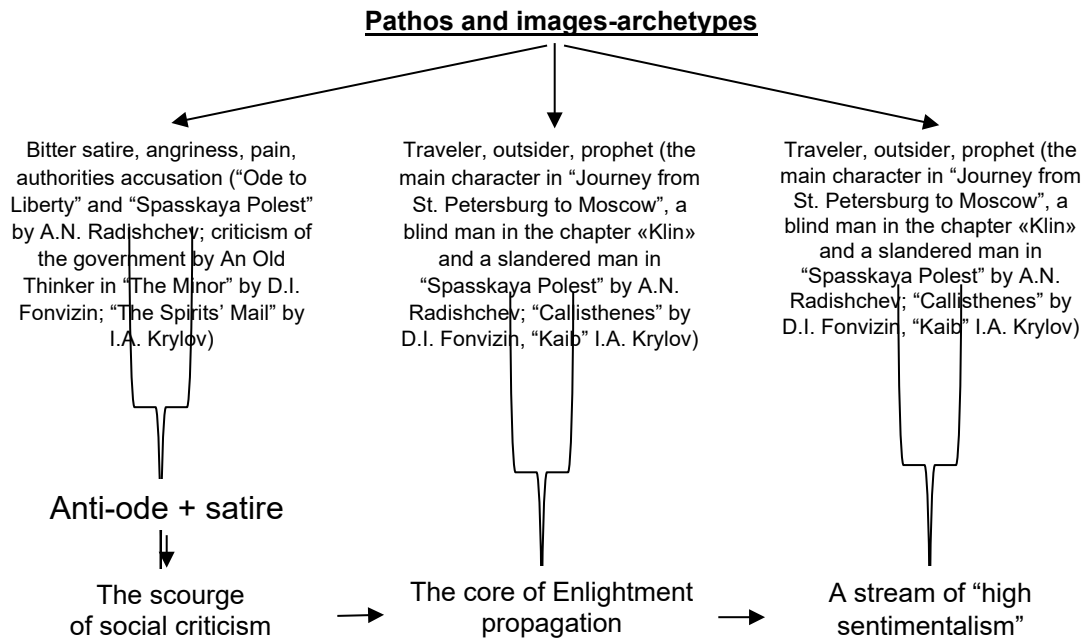 Pathos and images-archetypes
Bitter satire, angriness, pain,
authorities accusation (“Ode to
Liberty” and “Spasskaya Polest”
by A.N. Radishchev; criticism of
the government by An Old
Thinker in “The Minor” by D.I.
Fonvizin; “The Spirits’ Mail” by
I.A. Krylov)
Traveler, outsider, prophet (the
main character in “Journey from
St. Petersburg to Moscow”, a
blind man in the chapter «Klin»
and a slandered man in
“Spasskaya Polest” by A.N.
Radishchev; “Callisthenes” by
D.I. Fonvizin, “Kaib” I.A. Krylov)
Traveler, outsider, prophet (the
main character in “Journey from
St. Petersburg to Moscow”, a
blind man in the chapter «Klin»
and a slandered man in
“Spasskaya Polest” by A.N.
Radishchev; “Callisthenes” by
D.I. Fonvizin, “Kaib” I.A. Krylov)
Anti-ode + satire
The scourge
of social criticism
The core of Enlightment
propagation
A stream of “high
sentimentalism”